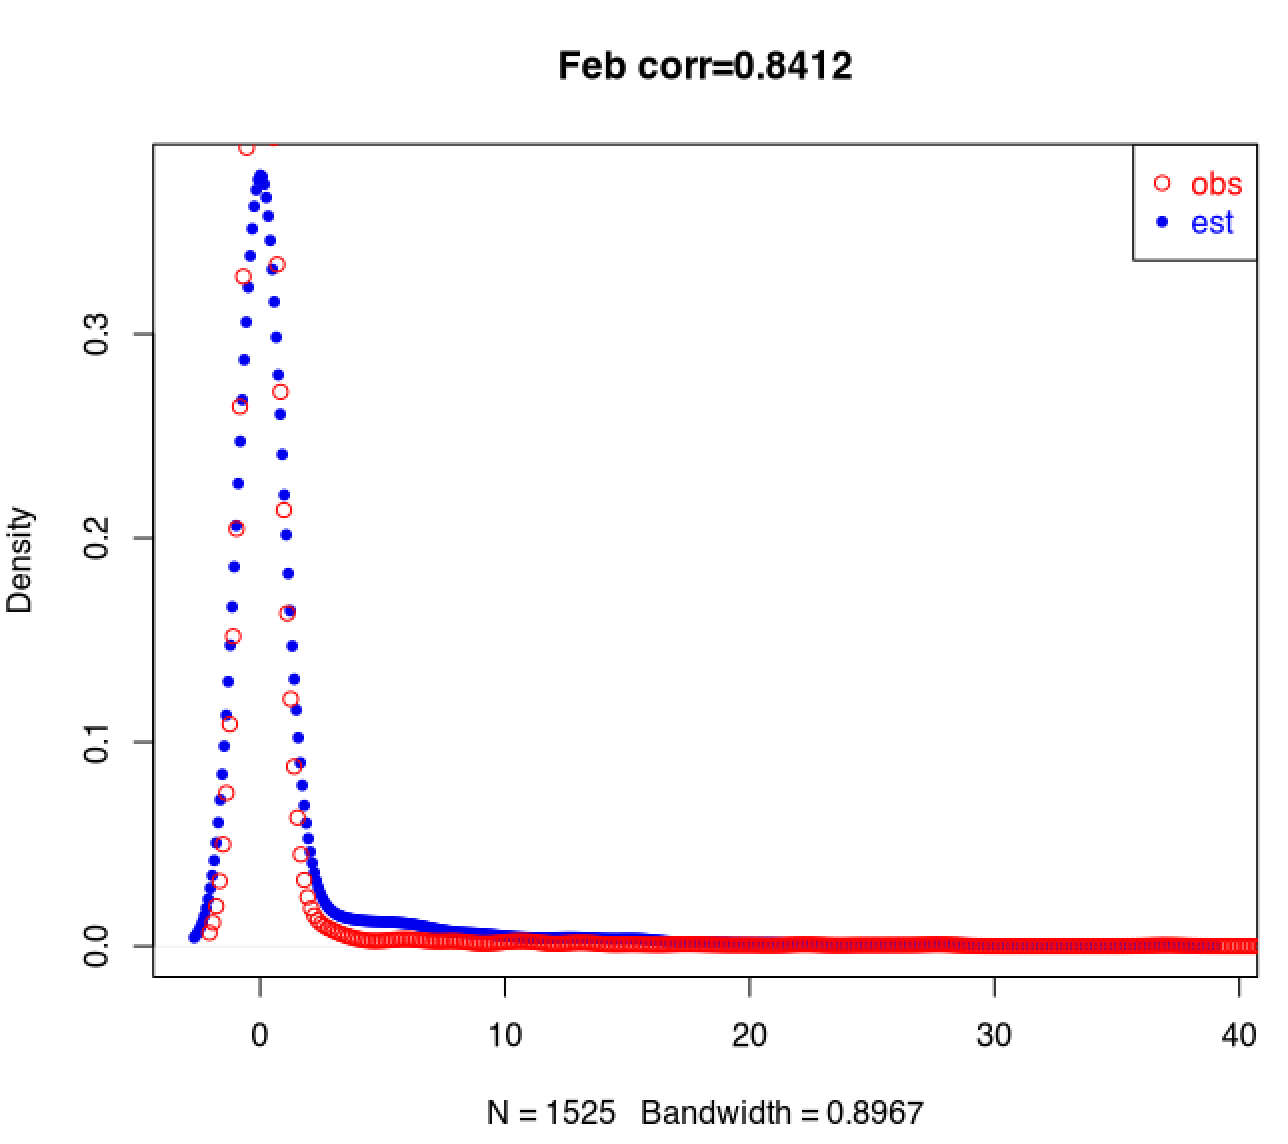 Feb corr=0.8412
obs
est
Density
0.0
0.1
0.2
0.3
0
10
20
30
40
N = 1525 Bandwidth = 0.8967